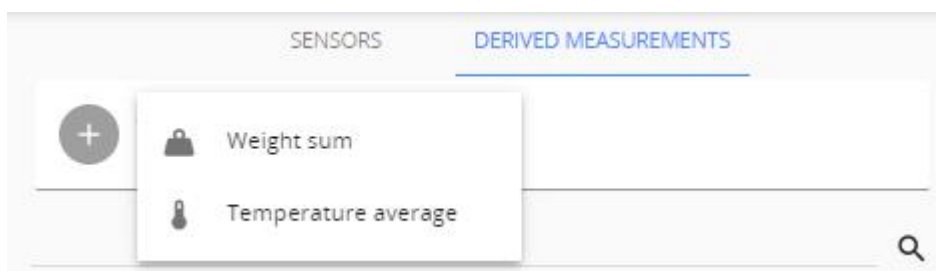 SENSORS DERIVED MEASUREMENTS
Weight sum
Temperature average